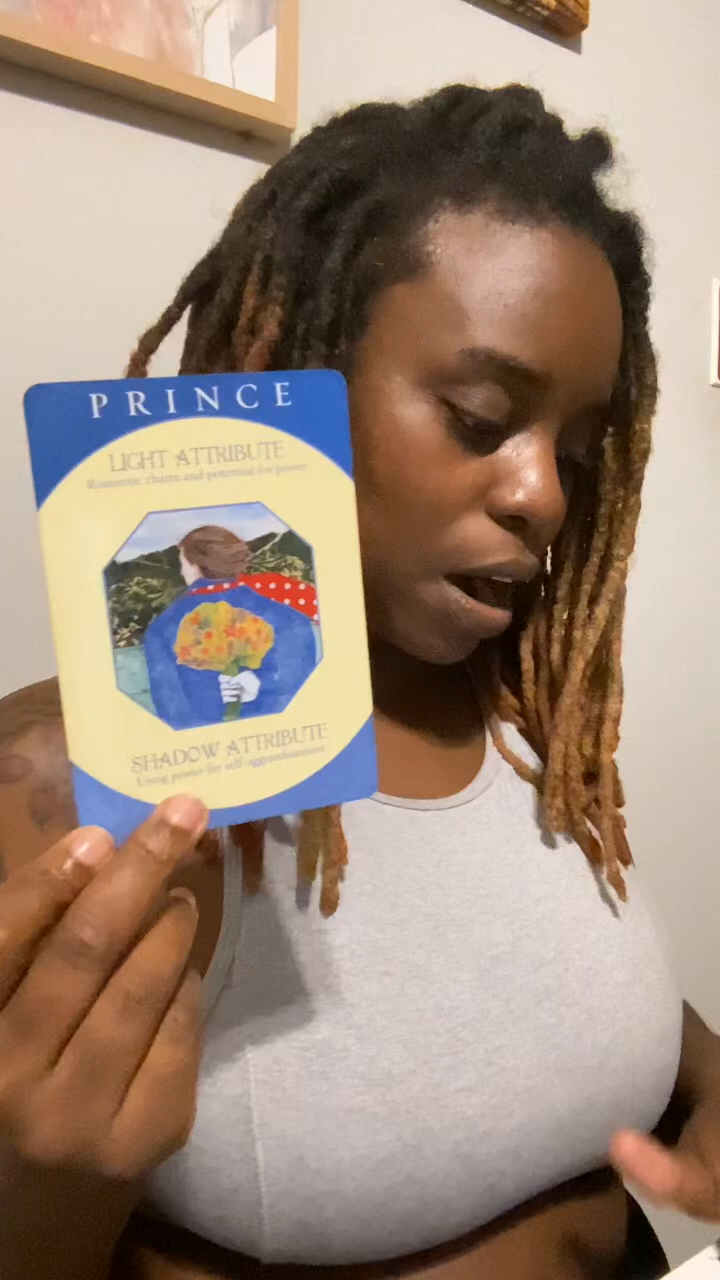 PRINCE
LIGHT ATTRIBUTE
Romantic charm and potential for power
SHADOW ATTRIBUTE
Using power for self-aggrandizement